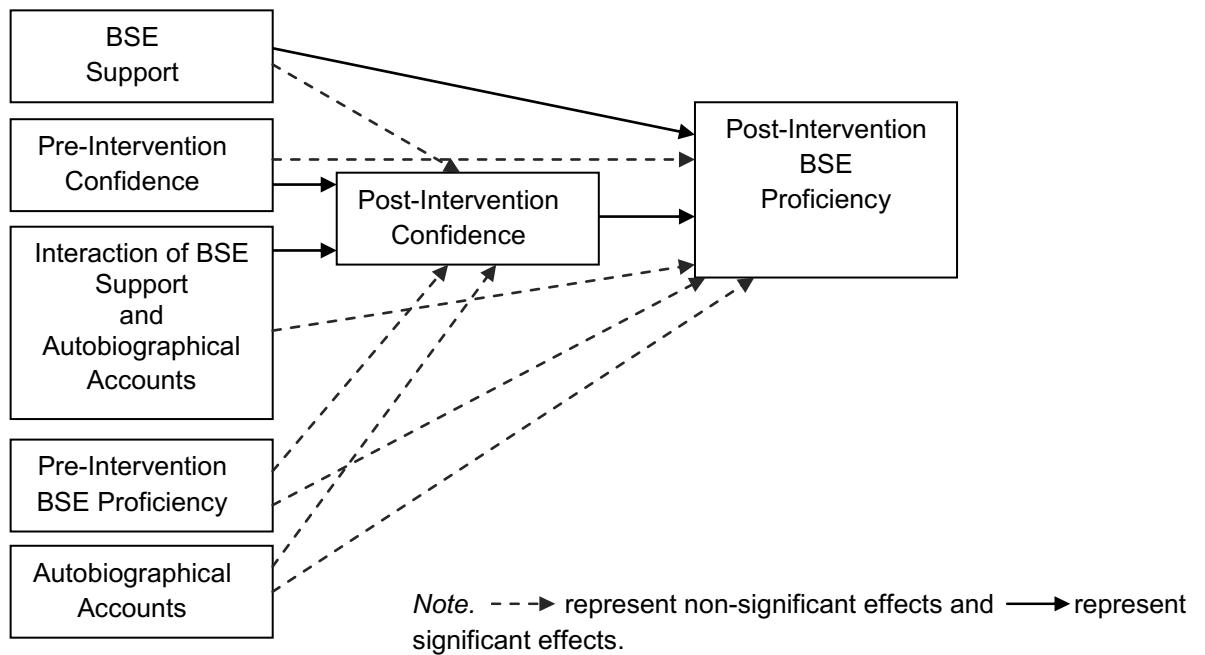 BSE
Support
Pre-Intervention
Confidence
Interaction of BSE
Support
and
Autobiographical
Accounts
Pre-Intervention
BSE Proficiency
Autobiographical
Accounts
Post-Intervention
Confidence
Post-Intervention
BSE
Proficiency
Note. represent non-significant effects and represent
significant effects.